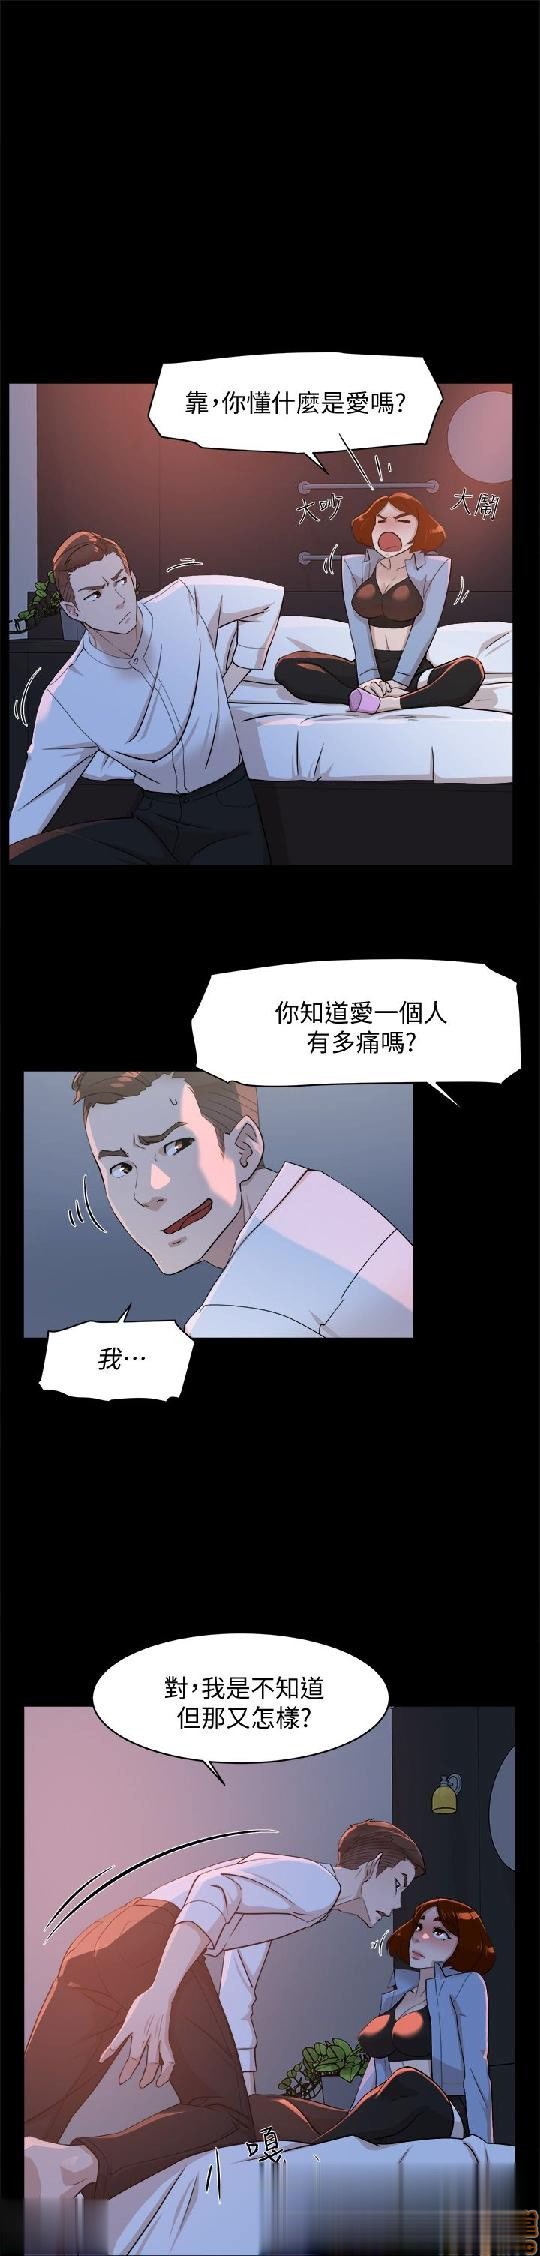 靠,你懂什麼是愛嗎?
大吵
大鬧
你知道愛一個人
有多痛嗎?
我…
對,我是不知道
但那又怎樣?
嘎